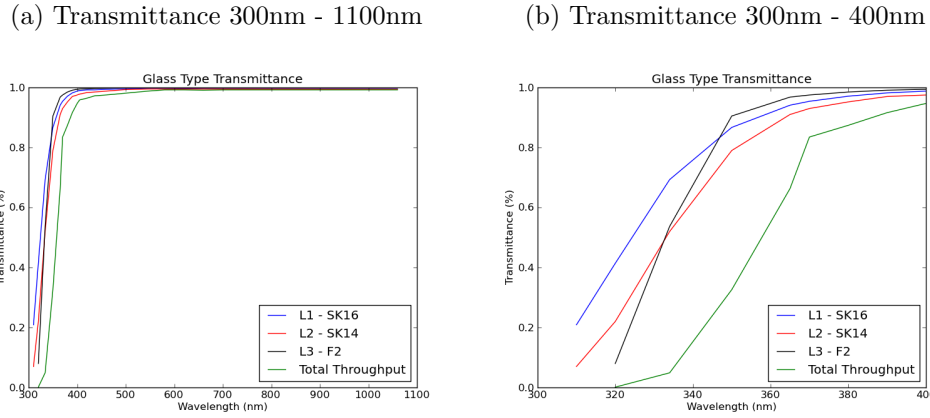 (a) Transmittance 300nm - 1100nm
(b) Transmittance 300nm - 400nm
Glass Type Transmittance
1.0
0.8
0.6
0.4
0.2
0.0
Transmittance (%)
L1 - SK16
L2 - SK14
L3 - F2
Total Throughput
300 400 500 600 700 800 900 1000 1100
Wavelength (nm)
Glass Type Transmittance
1.0
0.8
0.6
0.4
0.2
0.0
Transmittance (%)
L1 - SK16
L2 - SK14
L3 - F2
Total Throughput
300 320 340 360 380 40
Wavelength (nm)